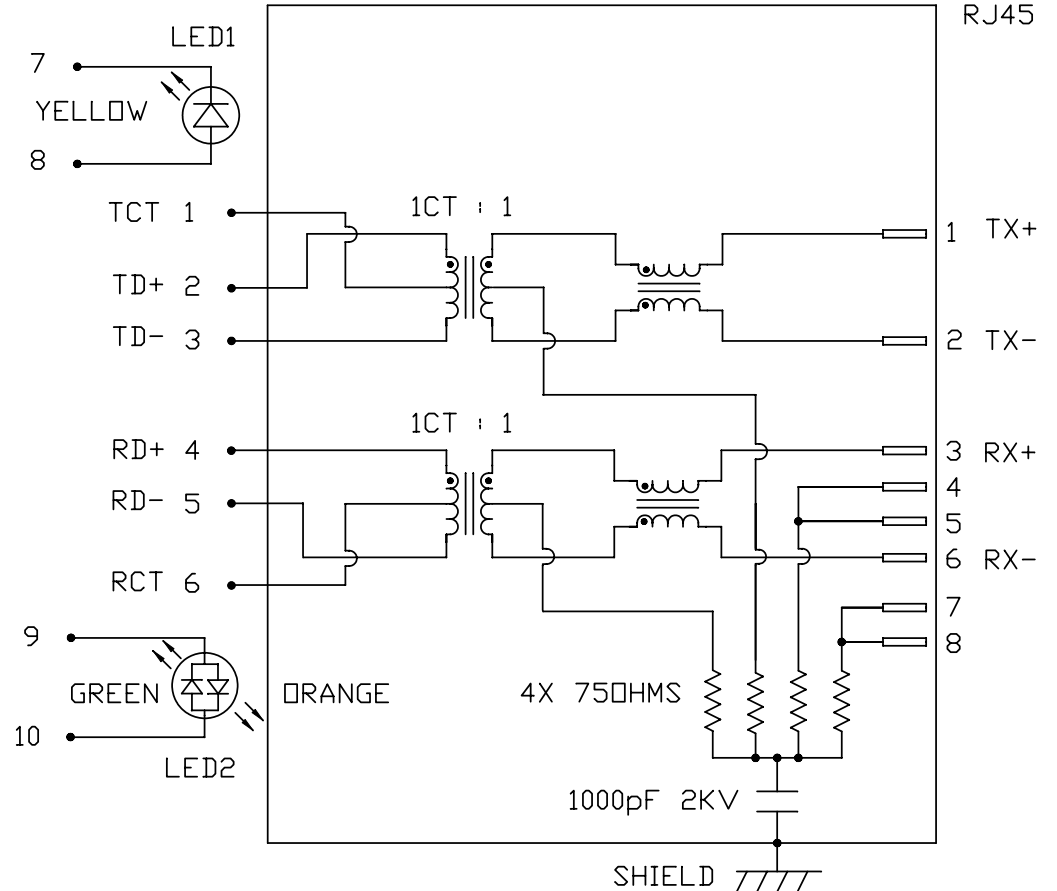 RJ45
LED1
7
YELLOW
8
TCT 1
1CT : 1
1 TX+
TD+ 2
TD- 3
2 TX-
1CT : 1
RD+ 4
3 RX+
4
RD- 5
5
6 RX-
RCT 6
7
9
8
GREEN
ORANGE
4X 75OHMS
10
LED2
1000pF 2KV
SHIELD